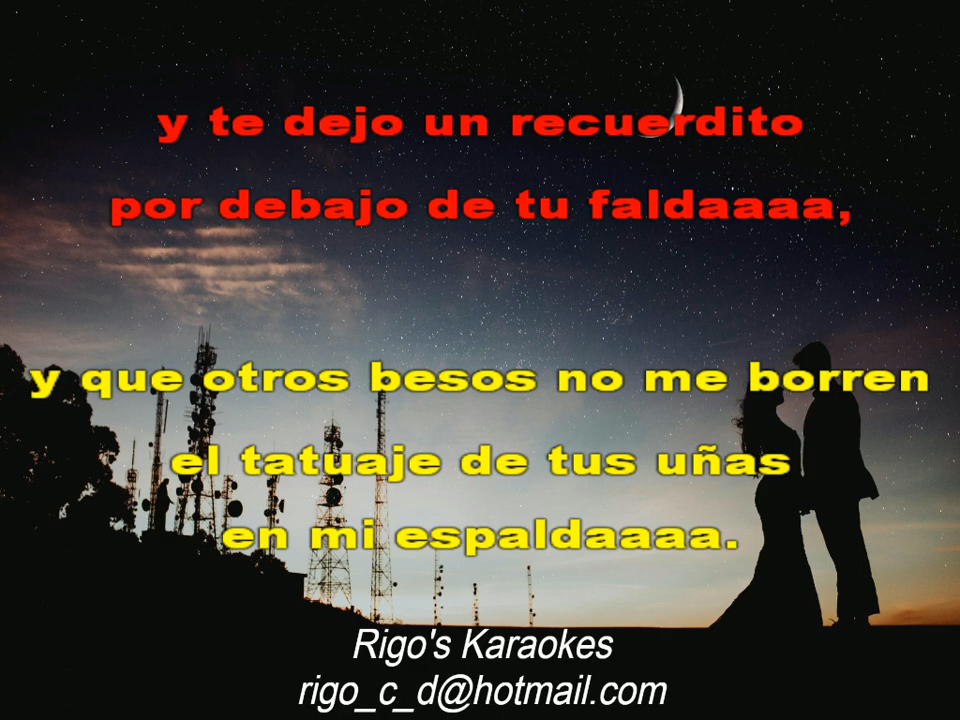 y te dejo un recuerdito
por debajo de tu faldaaaa,
y que otros besos no me borren
el tatuaje de tus uñas
en mi espaldaaaa.
Rigo's Karaokes
rigo_c_d@hotmail.com